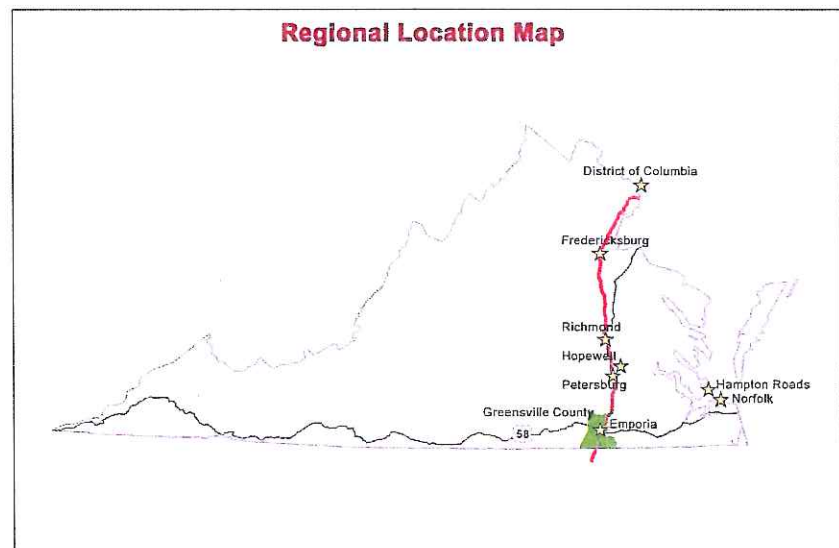 Regional Location Map
District of Columbia
Fredericksburg
Richmond
Hopewell
Petersburg
Hampton Roads
Norfolk
Greensville County
Emporia
58